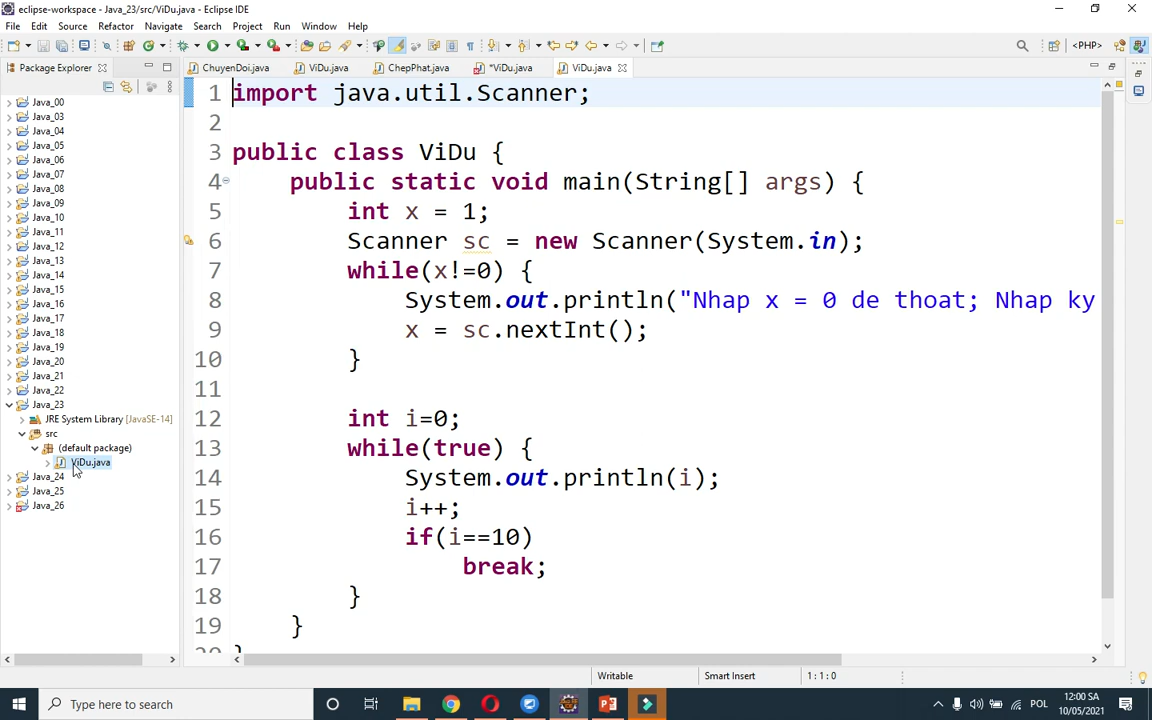 eclipse-workspace - Java_23/src/ViDu.java - Eclipse IDE
File Edit Source Refactor Navigate Search Project Run Window Help
<PHP>
Package Explorer
ChuyenDoi.java ViDu.java ChepPhat.java *ViDu.java ViDu.java
Java_00
Java_03
Java_04
Java_05
Java_06
Java_07
Java_08
Java_09
Java_10
Java_11
Java_12
Java_13
Java_14
Java_15
Java_16
Java_17
Java_18
Java_19
Java_20
Java_21
Java_22
Java_23
JRE System Library [JavaSE-14]
src
(default package)
ViDu.java
Java_24
Java_25
Java_26
1 import java.util.Scanner;
2
3 public class ViDu {
4 public static void main(String[] args) {
5 int x = 1;
6 Scanner sc = new Scanner(System.in);
7 while(x!=0) {
8 System.out.println("Nhap x = 0 de thoat; Nhap ky
9 x = sc.nextInt();
10 }
11
12 int i=0;
13 while(true) {
14 System.out.println(i);
15 i++;
16 if(i==10)
17 break;
18 }
19 }
20 }
Writable Smart Insert 1 : 1 : 0
Type here to search
POL
12:00 SA
10/05/2021